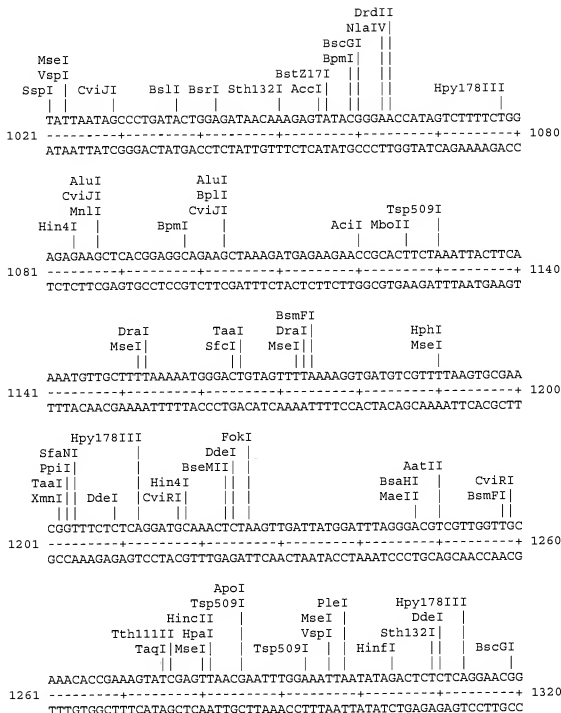 DrdII
MseI NlaIV
VspI BscGI
BpmI
BstZ17I
SspI CviJI BslI BsrI Sth132I AccI Hpy178III
TATTAATAGCCCTGATACTGGAGATAACAAAGAGTATACGGGAACCATAGTCTTTTCTGG
1021 ---------+---------+---------+---------+---------+---------+ 1080
ATAATTATCGGGACTATGACCTCTATTGTTTCTCATATGCCCTTGGTATCAGAAAAGACC
AluI AluI
CviJI BplI
MnlI CviJI Tsp509I
Hin4I BpmI AciI MboII
AGAGAAGCTCACGGAGGCAGAAGCTAAAGATGAGAAGAACCGCACTTCTAAATTACTTCA
1081 ---------+---------+---------+---------+---------+---------+ 1140
TCTCTTCGAGTGCCTCCGTCTTCGATTTCTACTCTTCTTGGCGTGAAGATTTAATGAAGT
BsmFI
DraI TaaI DraI HphI
MseI SfcI MseI MseI
AAATGTTGCTTTTAAAAATGGGACTGTAGTTTTAAAAGGTGATGTCGTTTTAAGTGCGAA
1141 ---------+---------+---------+---------+---------+---------+ 1200
TTTACAACGAAAATTTTTACCCTGACATCAAAATTTTCCACTACAGCAAAATTCACGCTT
Hpy178III FokI
SfaNI DdeI
PpiI BseMII AatII
TaaI Hin4I BsaHI CviRI
XmnI DdeI CviRI MaeII BsmFI
CGGTTTCTCTCAGGATGCAAACTCTAAGTTGATTATGGATTTAGGGACGTCGTTGGTTGC
1201 ---------+---------+---------+---------+---------+---------+ 1260
GCCAAAGAGAGTCCTACGTTTGAGATTCAACTAATACCTAAATCCCTGCAGCAACCAACG
ApoI
Tsp509I PleI Hpy178III
HincII MseI DdeI
Tth111II HpaI VspI Sth132I
TaqI MseI Tsp509I HinfI BscGI
AAACACCGAAAGTATCGAGTTAACGAATTTGGAAATTAATATAGACTCTCTCAGGAACGG
1261 ---------+---------+---------+---------+---------+---------+ 1320
TTTGTGGCTTTCATAGCTCAATTGCTTAAACCTTTAATTATATCTGAGAGAGTCCTTGCC